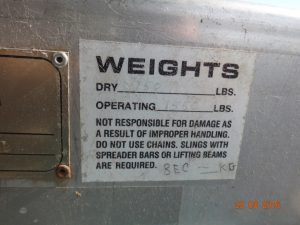 WEIGHTS
DRY LBS.
OPERATING LBS.
NOT RESPONSIBLE FOR DAMAGE AS
A RESULT OF IMPROPER HANDLING.
DO NOT USE CHAINS. SLINGS WITH
SPREADER BARS OR LIFTING BEAMS
ARE REQUIRED.